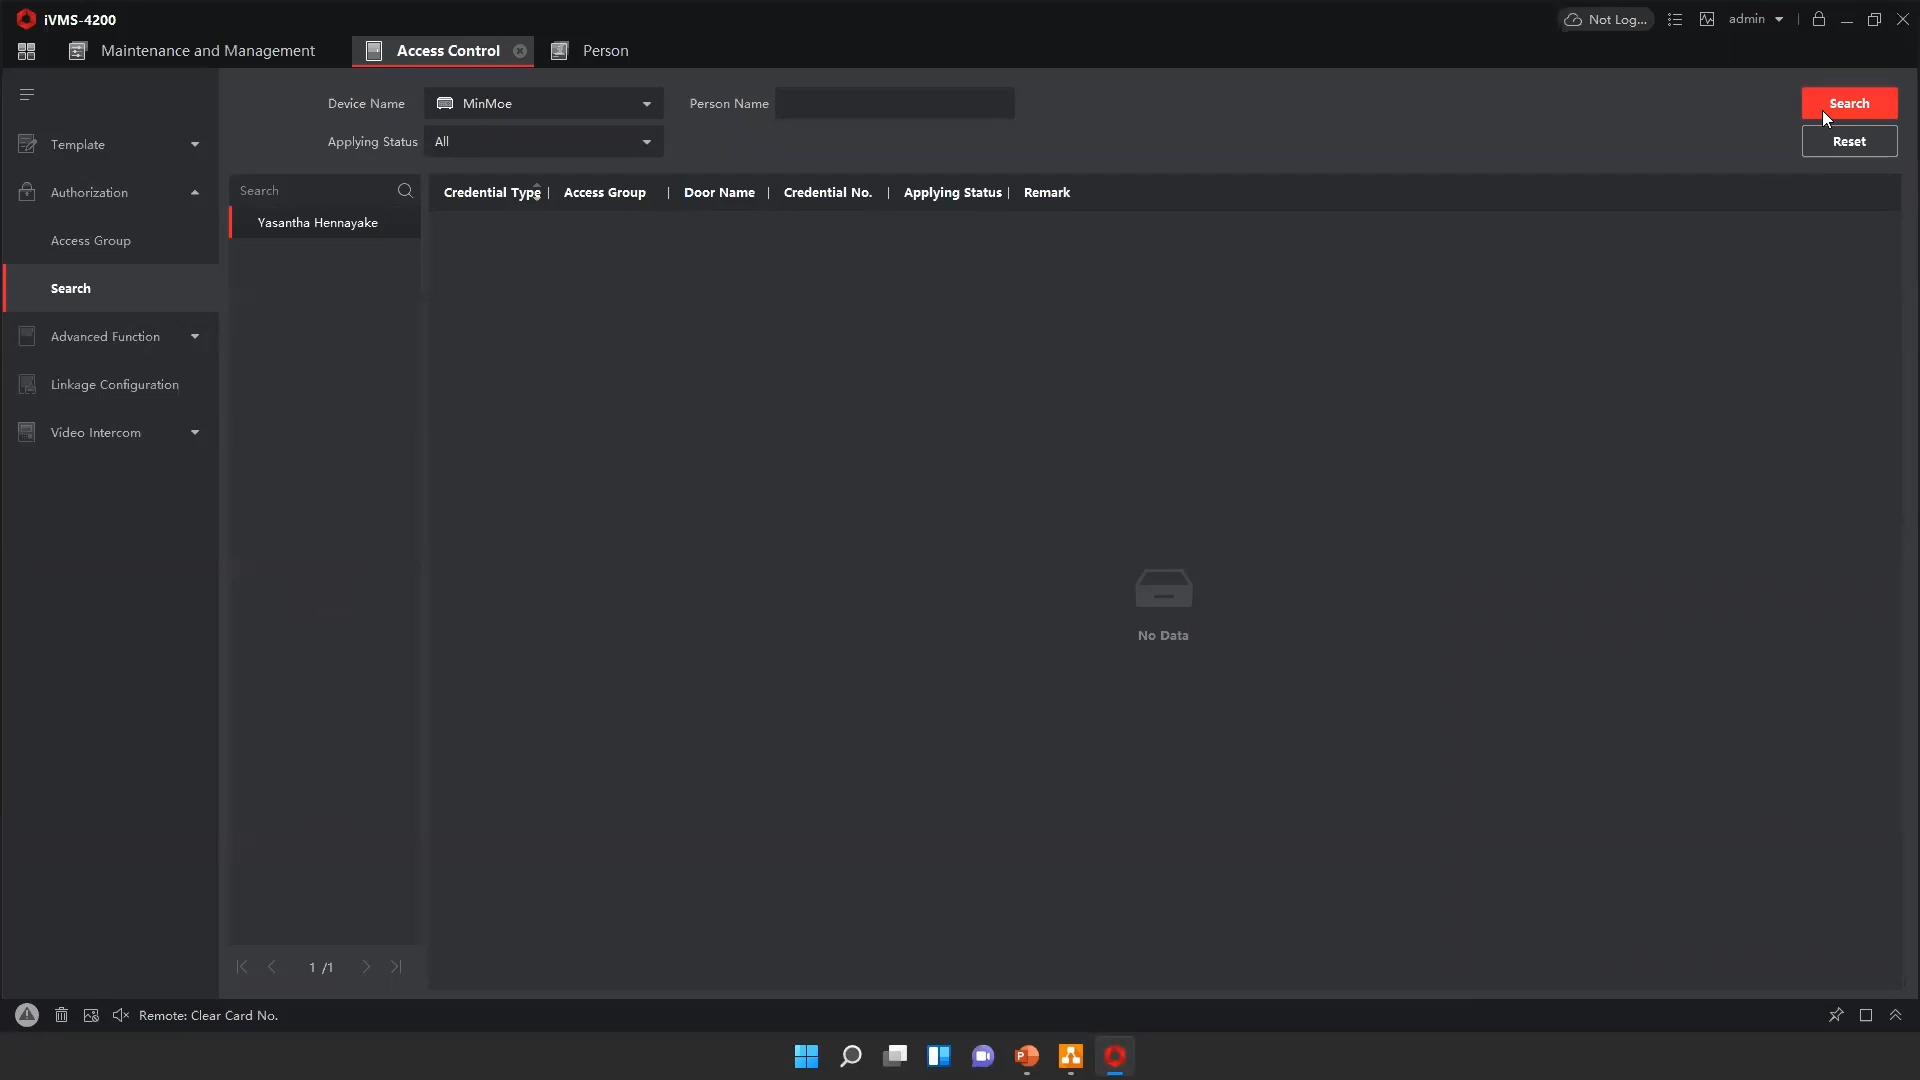 iVMS-4200
Not Log...
admin
Maintenance and Management
Access Control
Person
Device Name
MinMoe
Person Name
Search
Applying Status
All
Reset
Template
Authorization
Access Group
Search
Advanced Function
Linkage Configuration
Video Intercom
Search
Yasantha Hennayake
Credential Type | Access Group | Door Name | Credential No. | Applying Status | Remark
No Data
1 /1
Remote: Clear Card No.